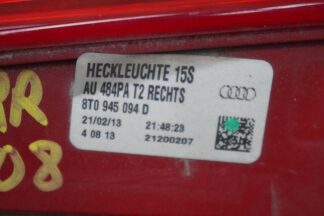 HECKLEUCHTE 15S
AU 484PA T2 RECHTS
8T0 945 094 D
21/02/13 21:48:23
4 08 13 21200207
RR
08